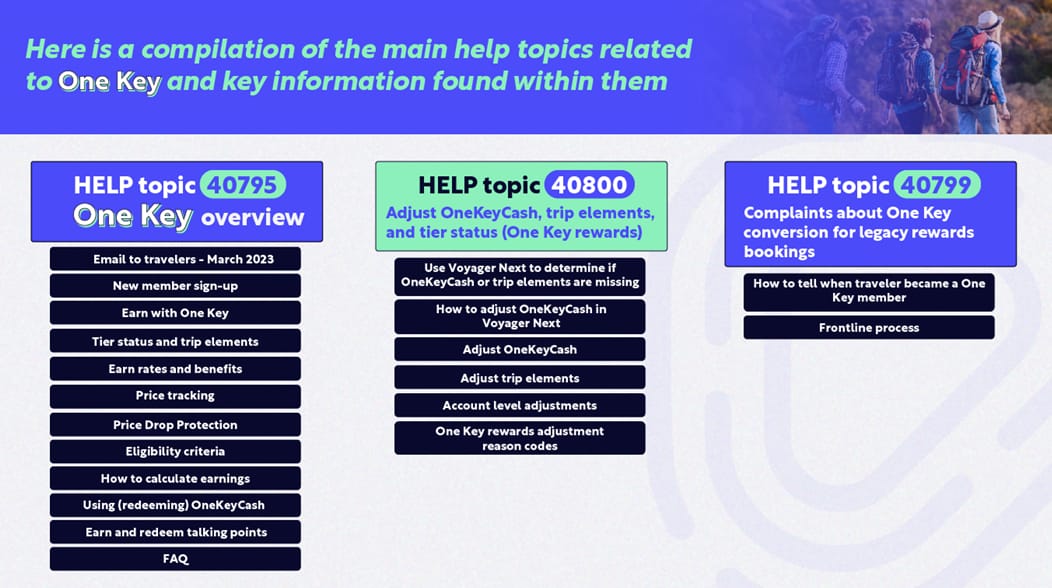 Here is a compilation of the main help topics related
to One Key and key information found within them
HELP topic 40795
One Key overview
Email to travelers - March 2023
New member sign-up
Earn with One Key
Tier status and trip elements
Earn rates and benefits
Price tracking
Price Drop Protection
Eligibility criteria
How to calculate earnings
Using (redeeming) OneKeyCash
Earn and redeem talking points
FAQ
HELP topic 40800
Adjust OneKeyCash, trip elements,
and tier status (One Key rewards)
Use Voyager Next to determine if
OneKeyCash or trip elements are missing
How to adjust OneKeyCash in
Voyager Next
Adjust OneKeyCash
Adjust trip elements
Account level adjustments
One Key rewards adjustment
reason codes
HELP topic 40799
Complaints about One Key
conversion for legacy rewards
bookings
How to tell when traveler became a One
Key member
Frontline process